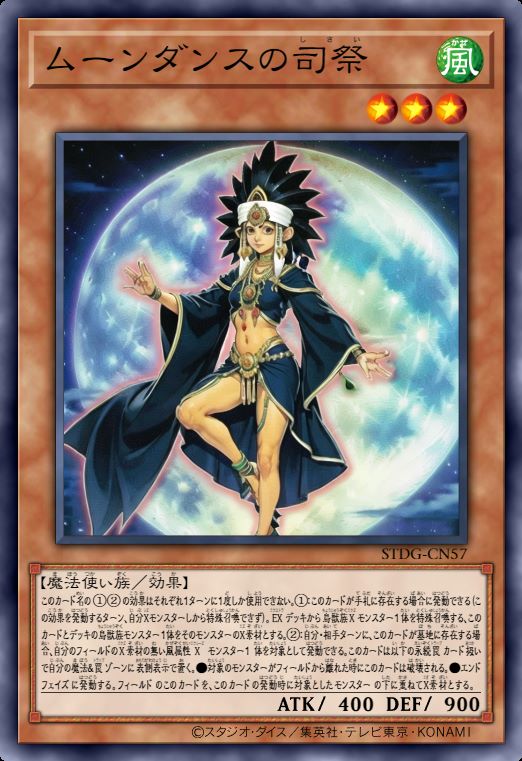 ムーンダンスの司祭
風
STDG-CN57
【魔法使い族／効果】
このカード名の①②の効果はそれぞれ1ターンに1度しか使用できない。①:このカードが手札に存在する場合に発動できる(こ
の効果を発動するターン、自分Xモンスターしから特殊召喚できず)。EX デッキから鳥獣族 X モンスター1体を特殊召喚する。この
カードとデッキの鳥獣族モンスター1体をそのモンスターのX素材とする。②:自分・相手ターンに、このカードが墓地に存在する場
合、自分のフィールドのX素材の無い風属性 X モンスター1体を対象として発動できる。このカードは以下の永続罠カード扱い
で自分の魔法&罠 ゾーンに表側表示で置く。●対象のモンスターがフィールドから離れた時にこのカードは破壊される。●エンド
フェイズに発動する。フィールドのこのカードを、このカードの発動時に対象としたモンスターの下に重ねてX素材とする。
ATK/ 400 DEF/ 900
©スタジオ・ダイス/集英社・テレビ東京・KONAMI